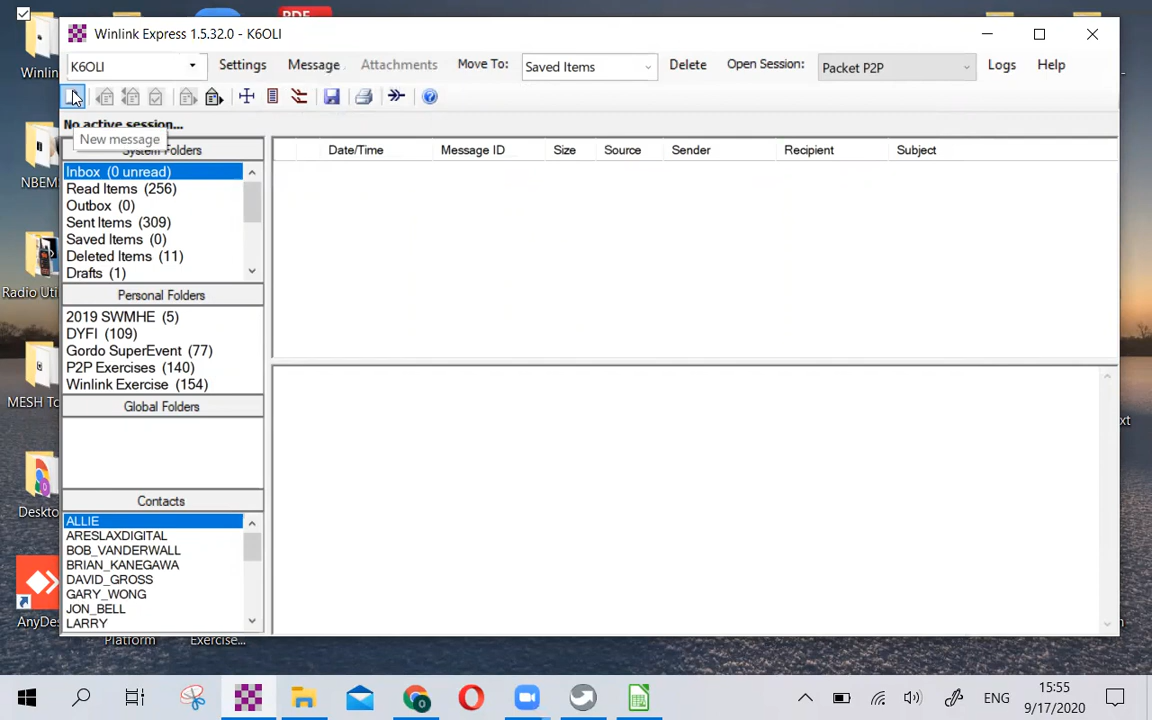 PDF
Winlink Express 1.5.32.0 - K6OLI
K6OLI
Settings
Message
Attachments
Move To:
Saved Items
Delete
Open Session:
Packet P2P
Logs
Help
No active session...
New message
System Folders
Inbox (0 unread)
Read Items (256)
Outbox (0)
Sent Items (309)
Saved Items (0)
Deleted Items (11)
Drafts (1)
Personal Folders
2019 SWMHE (5)
DYFI (109)
Gordo SuperEvent (77)
P2P Exercises (140)
Winlink Exercise (154)
Global Folders
Contacts
ALLIE
ARESLAXDIGITAL
BOB_VANDERWALL
BRIAN_KANEGAWA
DAVID_GROSS
GARY_WONG
JON_BELL
LARRY
Date/Time
Message ID
Size
Source
Sender
Recipient
Subject
Winlin
NBEM
Radio Uti
MESH To
Deskto
AnyDes
Platform
Exercise...
ENG
15:55
9/17/2020